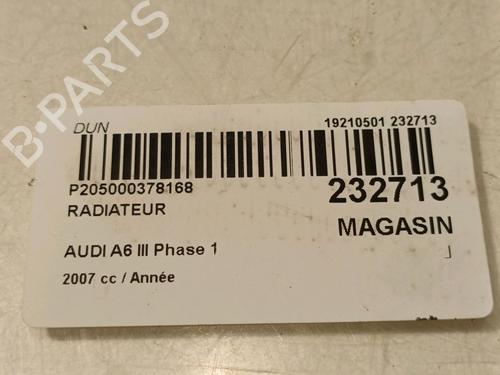 B-PARTS
DUN
19210501 232713
P205000378168
232713
RADIATEUR
MAGASIN
AUDI A6 III Phase 1
2007 cc / Année